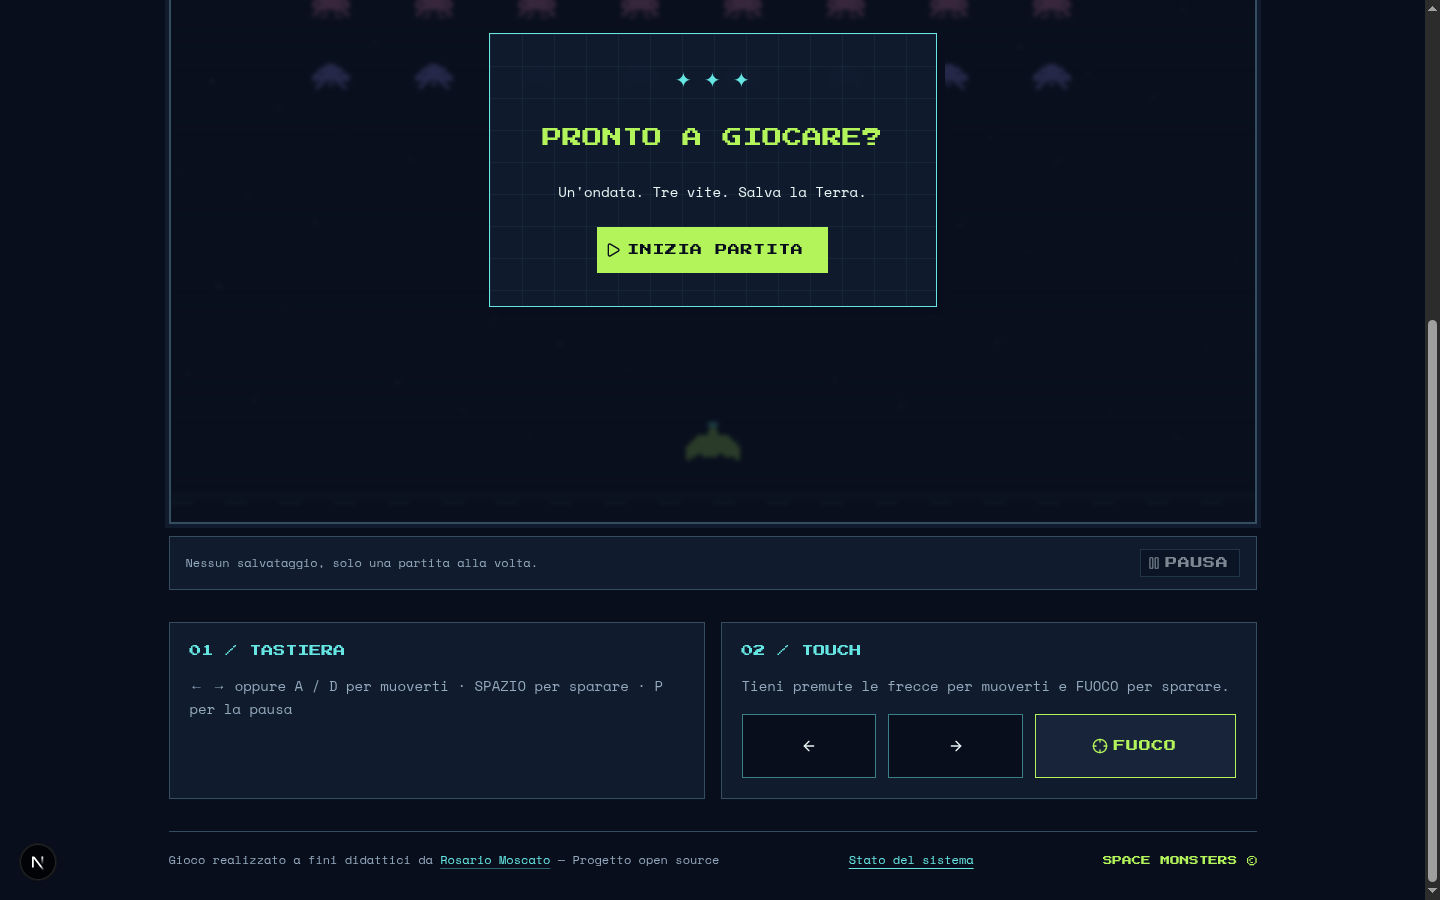 ✦ ✦ ✦
PRONTO A GIOCARE?
Un'ondata. Tre vite. Salva la Terra.
INIZIA PARTITA
Nessun salvataggio, solo una partita alla volta.
PAUSA
01 / TASTIERA
← → oppure A / D per muoverti · SPAZIO per sparare · P
per la pausa
02 / TOUCH
Tieni premute le frecce per muoverti e FUOCO per sparare.
← → FUOCO
N
Gioco realizzato a fini didattici da Rosario Moscato — Progetto open source
Stato del sistema
SPACE MONSTERS ©